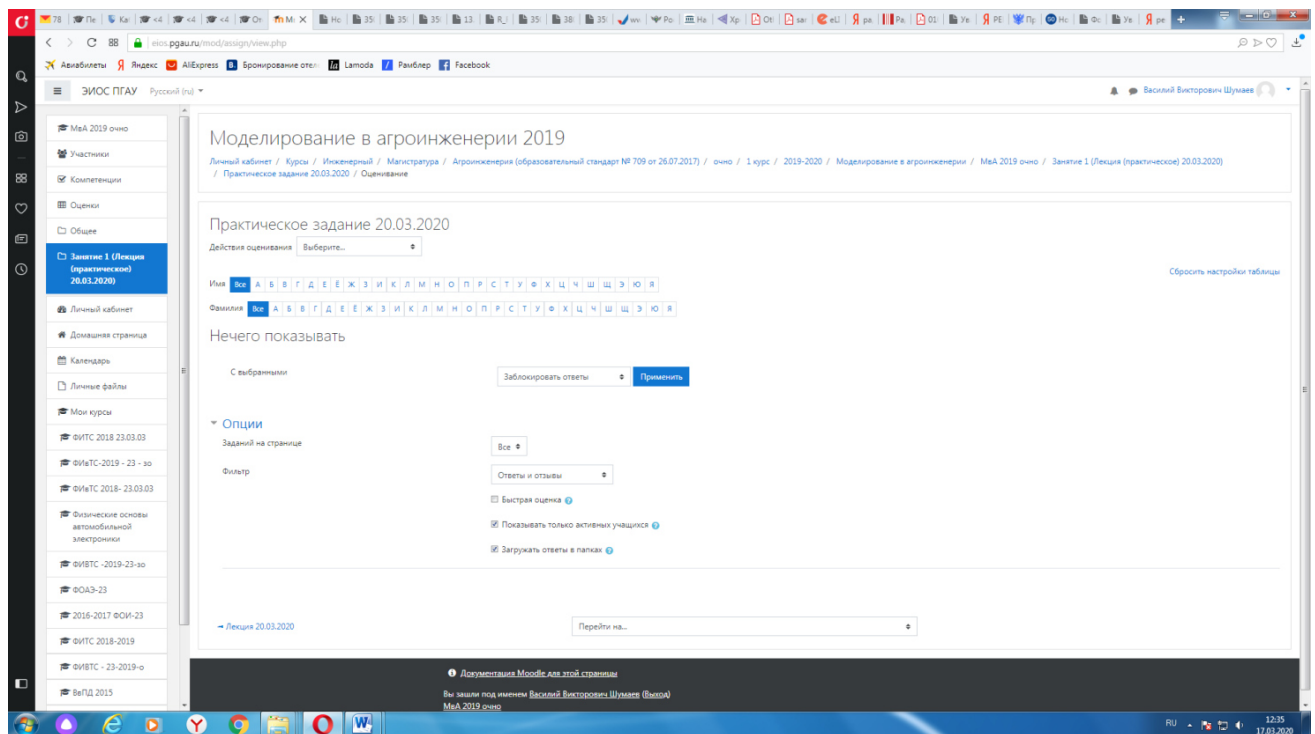 eios.pgau.ru/mod/assign/view.php
Авиабилеты Яндекс AliExpress Бронирование отел Lamoda Рамблер Facebook
ЭИОС ПГАУ Русский (ru)
Василий Викторович Шумаев
МвА 2019 очно
Участники
Компетенции
Оценки
Общее
Занятие 1 (Лекция
(практическое)
20.03.2020)
Личный кабинет
Домашняя страница
Календарь
Личные файлы
Мои курсы
ФИТС 2018 23.03.03
ФИвТС-2019 - 23 - зо
ФИвТС 2018- 23.03.03
Физические основы
автомобильной
электроники
ФИВТС -2019-23-зо
ФОАЭ-23
2016-2017 ФОИ-23
ФИТС 2018-2019
ФИВТС - 23-2019-о
ВвПД 2015
Моделирование в агроинженерии 2019
Личный кабинет / Курсы / Инженерный / Магистратура / Агроинженерия (образовательный стандарт № 709 от 26.07.2017) / очно / 1 курс / 2019-2020 / Моделирование в агроинженерии / МвА 2019 очно / Занятие 1 (Лекция (практическое) 20.03.2020)
/ Практическое задание 20.03.2020 / Оценивание
Практическое задание 20.03.2020
Действия оценивания Выберите...
Сбросить настройки таблицы
Имя Все А Б В Г Д Е Ё Ж З И К Л М Н О П Р С Т У Ф Х Ц Ч Ш Щ Э Ю Я
Фамилия Все А Б В Г Д Е Ё Ж З И К Л М Н О П Р С Т У Ф Х Ц Ч Ш Щ Э Ю Я
Нечего показывать
С выбранными Заблокировать ответы Применить
Опции
Заданий на странице Все
Фильтр Ответы и отзывы
Быстрая оценка
Показывать только активных учащихся
Загружать ответы в папках
Лекция 20.03.2020 Перейти на...
Документация Moodle для этой страницы
Вы зашли под именем Василий Викторович Шумаев (Выход)
МвА 2019 очно
RU 12:35
17.03.2020